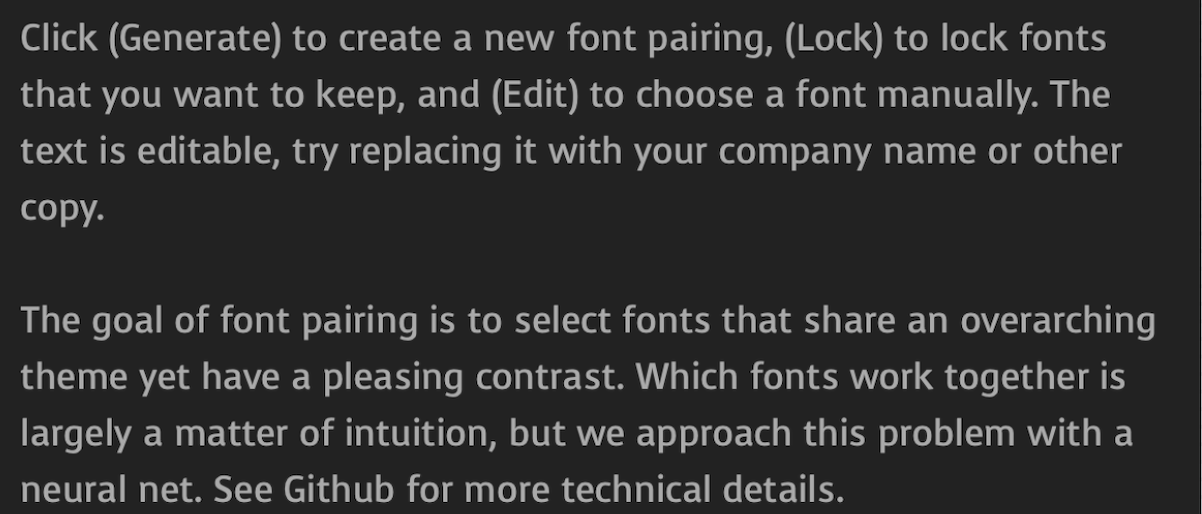 Click (Generate) to create a new font pairing, (Lock) to lock fonts
that you want to keep, and (Edit) to choose a font manually. The
text is editable, try replacing it with your company name or other
copy.
The goal of font pairing is to select fonts that share an overarching
theme yet have a pleasing contrast. Which fonts work together is
largely a matter of intuition, but we approach this problem with a
neural net. See Github for more technical details.